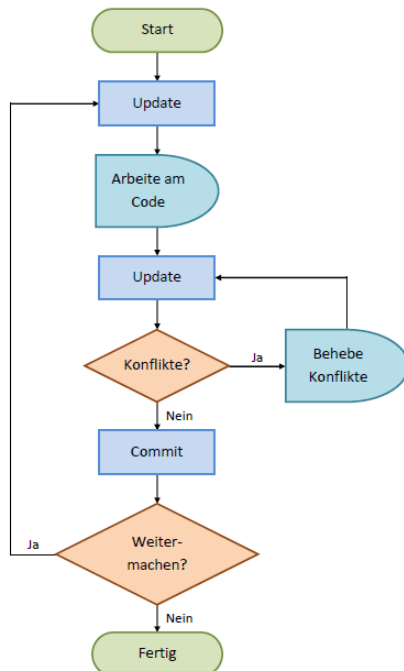 Start
Update
Arbeite am
Code
Update
Konflikte?
Ja
Behebe
Konflikte
Nein
Commit
Weiter-
machen?
Ja
Nein
Fertig